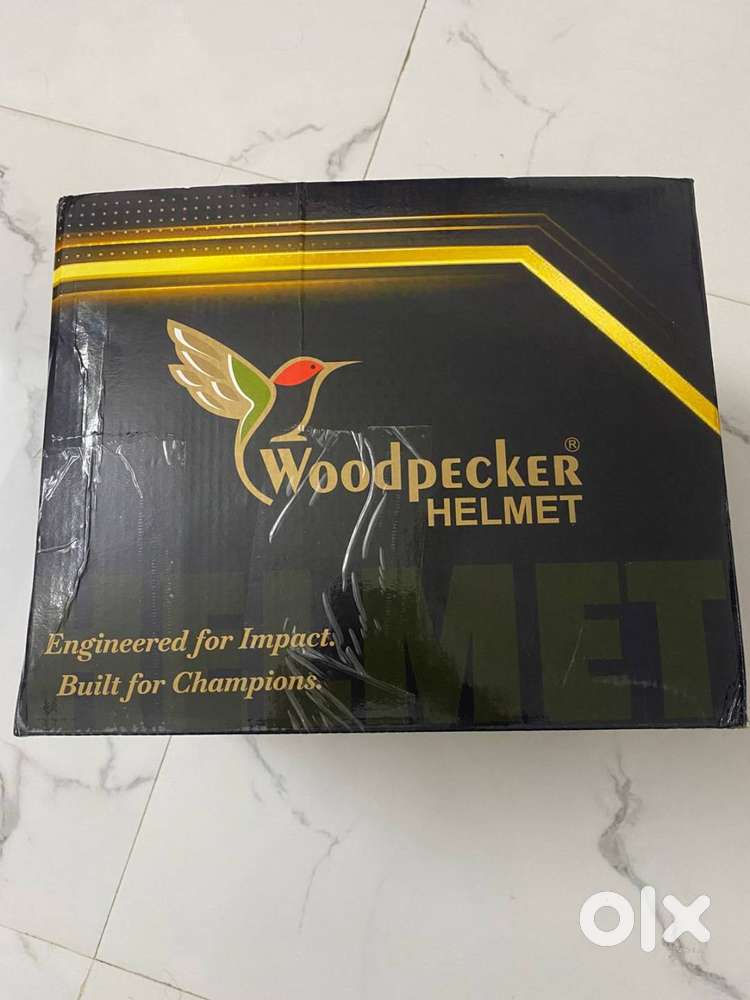 Woodpecker®
HELMET
HELMET
Engineered for Impact.
Built for Champions.
olx